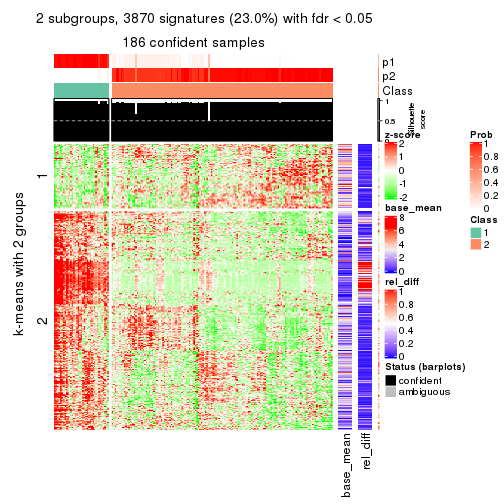 2 subgroups, 3870 signatures (23.0%) with fdr < 0.05
186 confident samples
p1
p2
Class
1
0.5
Silhouette
score
k-means with 2 groups
1
2
base_mean
rel_diff
z-score
2
1
0
-1
-2
base_mean
8
6
4
2
0
rel_diff
1
0.8
0.6
0.4
0.2
0
Status (barplots)
confident
ambiguous
Prob
1
0.8
0.6
0.4
0.2
0
Class
1
2